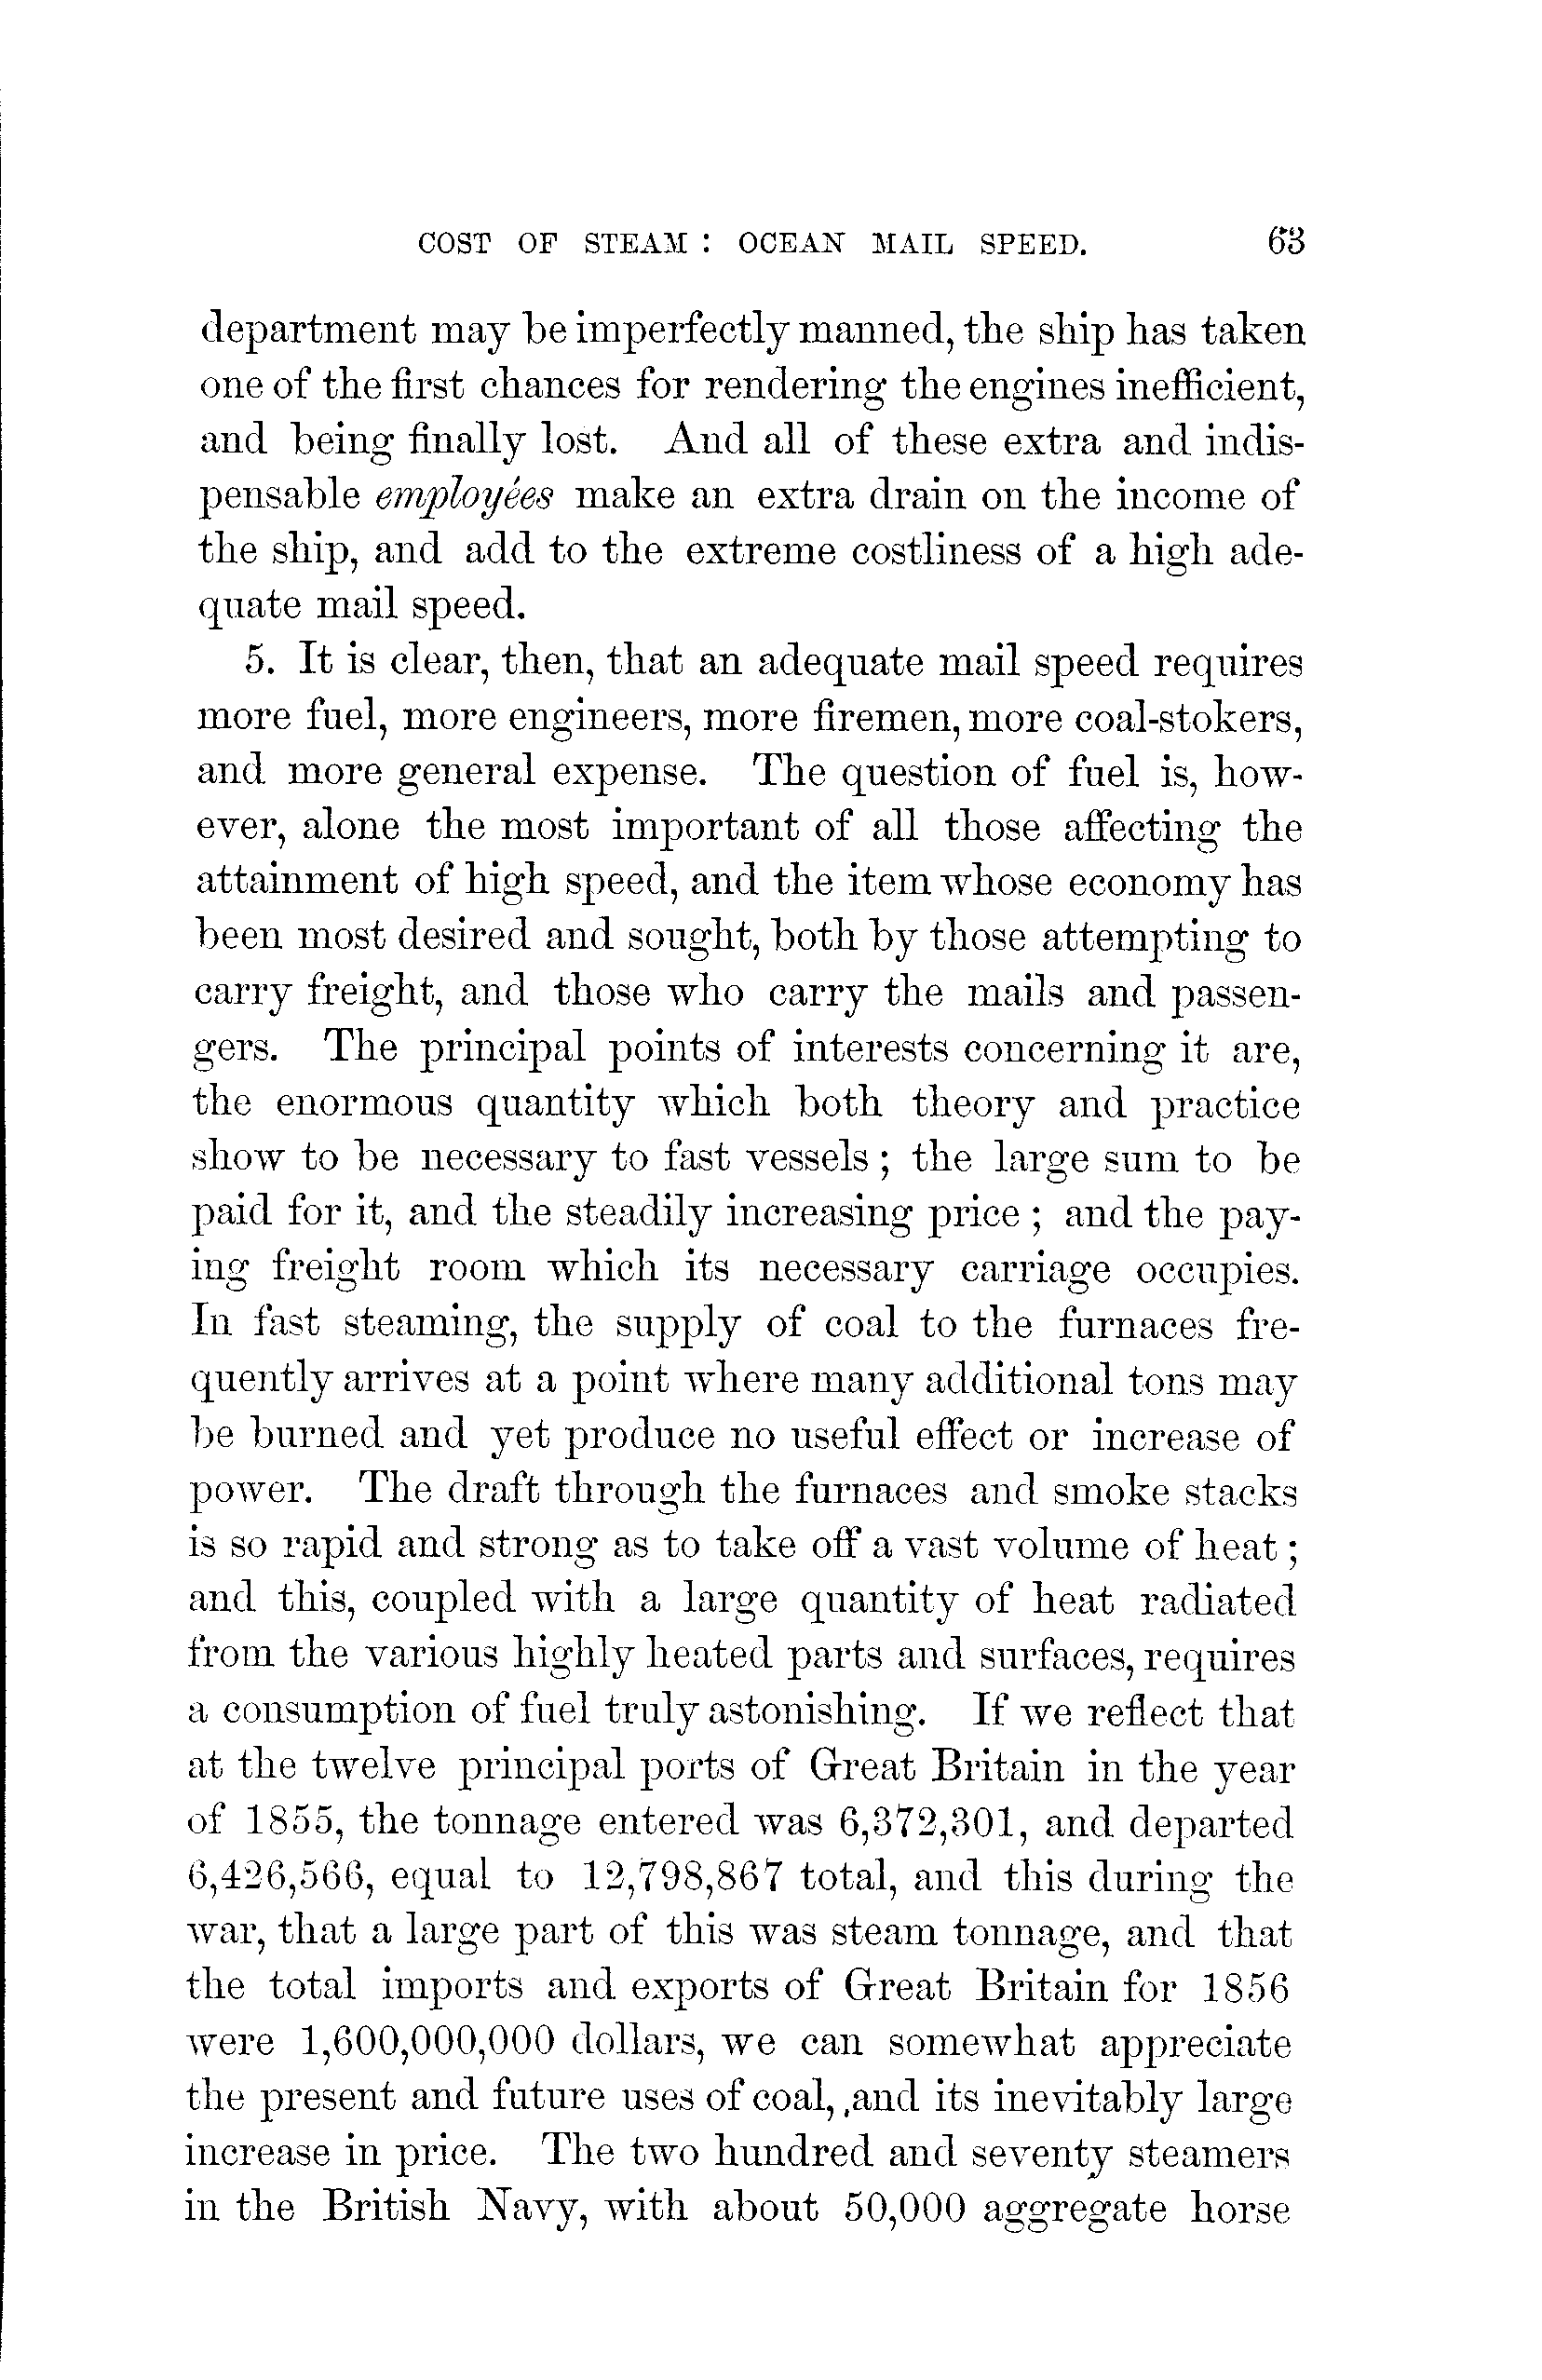 COST OF STEAM : OCEAN MAIL SPEED. 63
department may be imperfectly manned, the ship has taken
one of the first chances for rendering the engines inefficient,
and being finally lost. And all of these extra and indis-
pensable employées make an extra drain on the income of
the ship, and add to the extreme costliness of a high ade-
quate mail speed.
5. It is clear, then, that an adequate mail speed requires
more fuel, more engineers, more firemen, more coal-stokers,
and more general expense. The question of fuel is, how-
ever, alone the most important of all those affecting the
attainment of high speed, and the item whose economy has
been most desired and sought, both by those attempting to
carry freight, and those who carry the mails and passen-
gers. The principal points of interests concerning it are,
the enormous quantity which both theory and practice
show to be necessary to fast vessels ; the large sum to be
paid for it, and the steadily increasing price ; and the pay-
ing freight room which its necessary carriage occupies.
In fast steaming, the supply of coal to the furnaces fre-
quently arrives at a point where many additional tons may
be burned and yet produce no useful effect or increase of
power. The draft through the furnaces and smoke stacks
is so rapid and strong as to take off a vast volume of heat ;
and this, coupled with a large quantity of heat radiated
from the various highly heated parts and surfaces, requires
a consumption of fuel truly astonishing. If we reflect that
at the twelve principal ports of Great Britain in the year
of 1855, the tonnage entered was 6,372,301, and departed
6,426,566, equal to 12,798,867 total, and this during the
war, that a large part of this was steam tonnage, and that
the total imports and exports of Great Britain for 1856
were 1,600,000,000 dollars, we can somewhat appreciate
the present and future uses of coal, and its inevitably large
increase in price. The two hundred and seventy steamers
in the British Navy, with about 50,000 aggregate horse